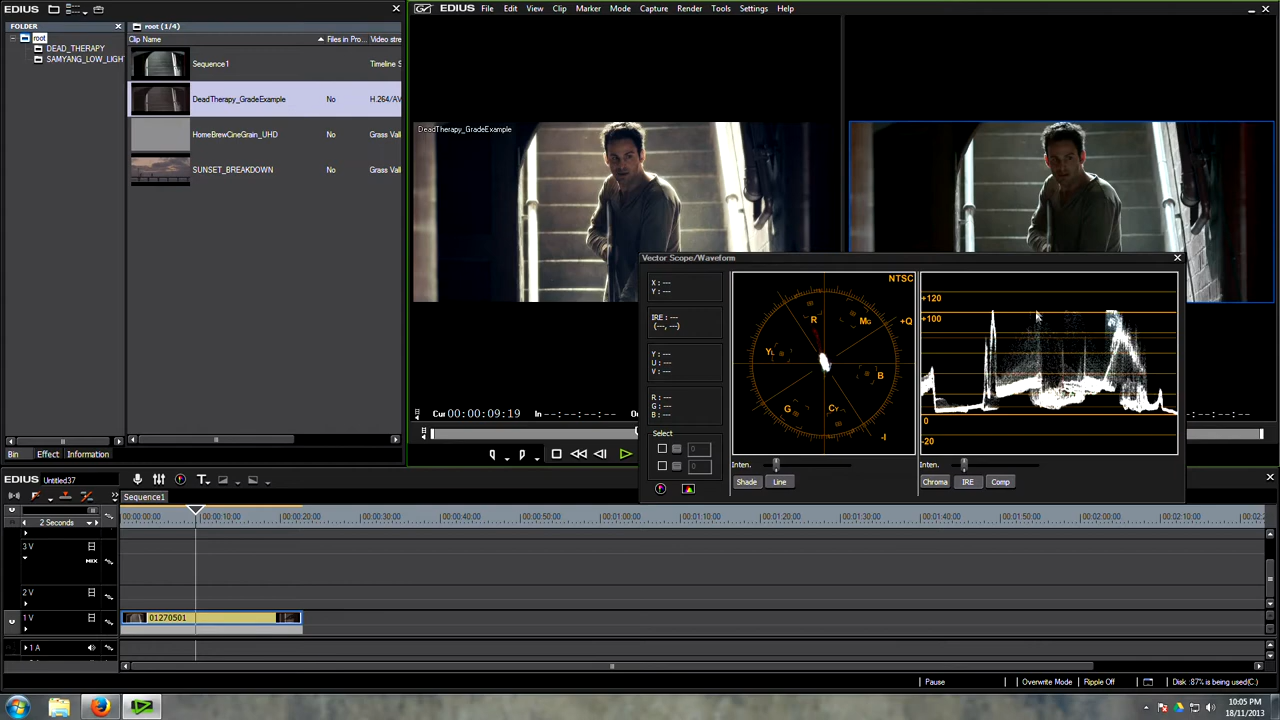 EDIUS
FOLDER
root
DEAD_THERAPY
SAMYANG_LOW_LIGH
root (1/4)
Clip Name Files in Pro... Video stre
Sequence1 Timeline S
DeadTherapy_GradeExample No H.264/AV
HomeBrewCineGrain_UHD No Grass Val
SUNSET_BREAKDOWN No Grass Val
Bin Effect Information
EDIUS File Edit View Clip Marker Mode Capture Render Tools Settings Help
DeadTherapy_GradeExample
Cur 00:00:09:19 In --:--:--:--
Vector Scope/Waveform
X : ---
Y : ---
IRE : ---
(---, ---)
Y : ---
U : ---
V : ---
R : ---
G : ---
B : ---
Select
0
0
NTSC
R
MG
+Q
YL
B
G
CY
-I
Inten.
Shade Line
+120
+100
0
-20
Inten.
Chroma IRE Comp
EDIUS Untitled37
Sequence1
2 Seconds
00:00:00:00 00:00:10:00 00:00:20:00 00:00:30:00 00:00:40:00 00:00:50:00 00:01:00:00 00:01:10:00 00:01:20:00 00:01:30:00 00:01:40:00 00:01:50:00 00:02:00:00 00:02:10:00 00:02:2
3 V
MIX
2 V
1 V
01270501
1 A
Pause Overwrite Mode Ripple Off Disk :87% is being used(C:)
10:05 PM
18/11/2013